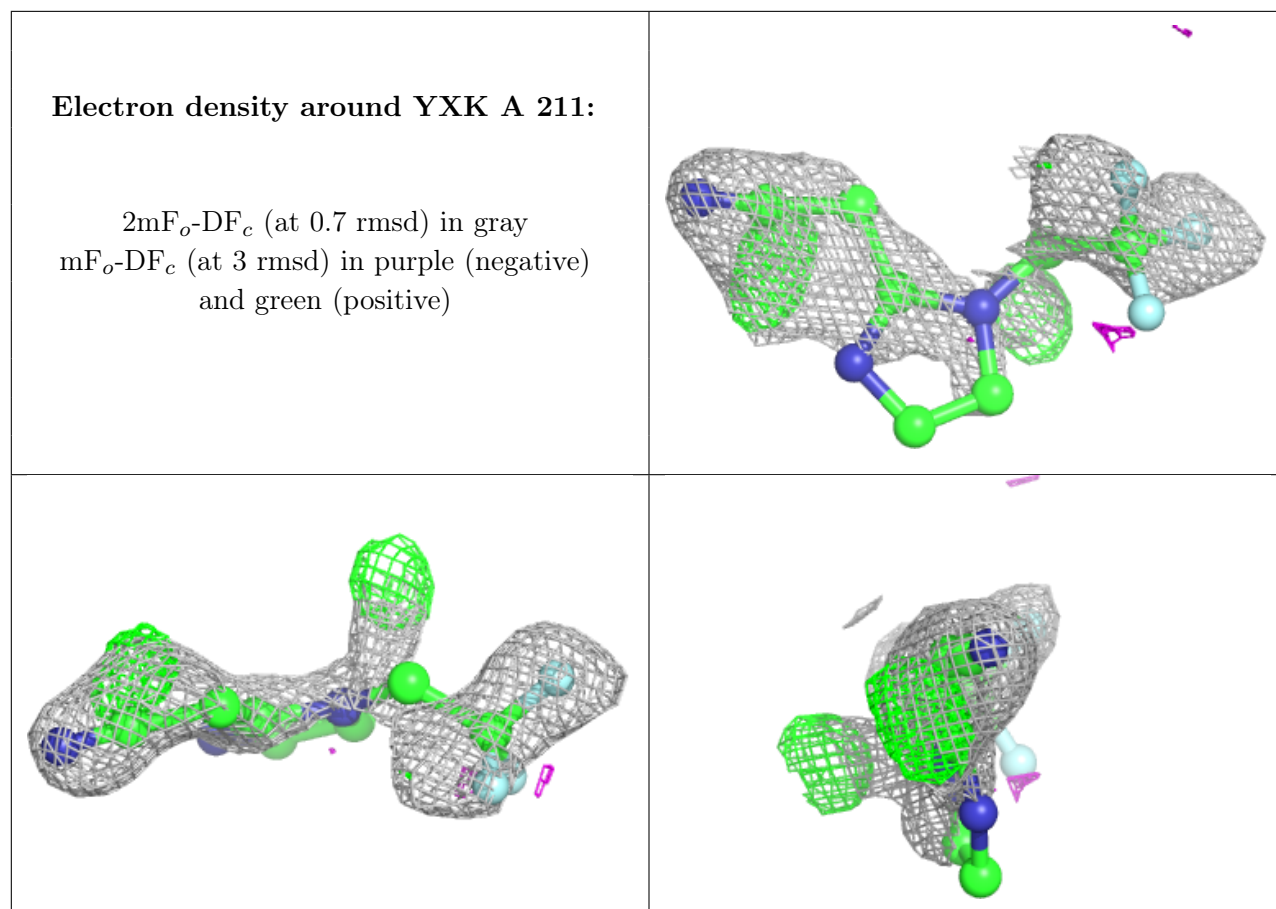 Electron density around YXK A 211:
2mFₒ-DF𝒸 (at 0.7 rmsd) in gray
mFₒ-DF𝒸 (at 3 rmsd) in purple (negative)
and green (positive)